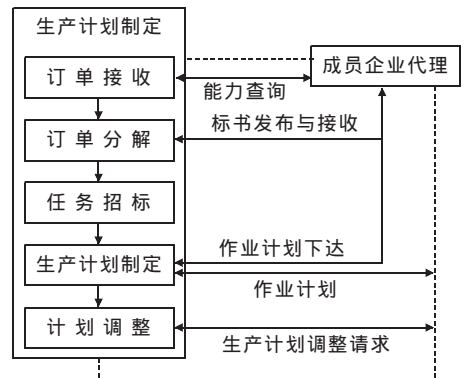 生产计划制定
订单接收
成员企业代理
能力查询
标书发布与接收
订单分解
任务招标
作业计划下达
生产计划制定
作业计划
计划调整
生产计划调整请求